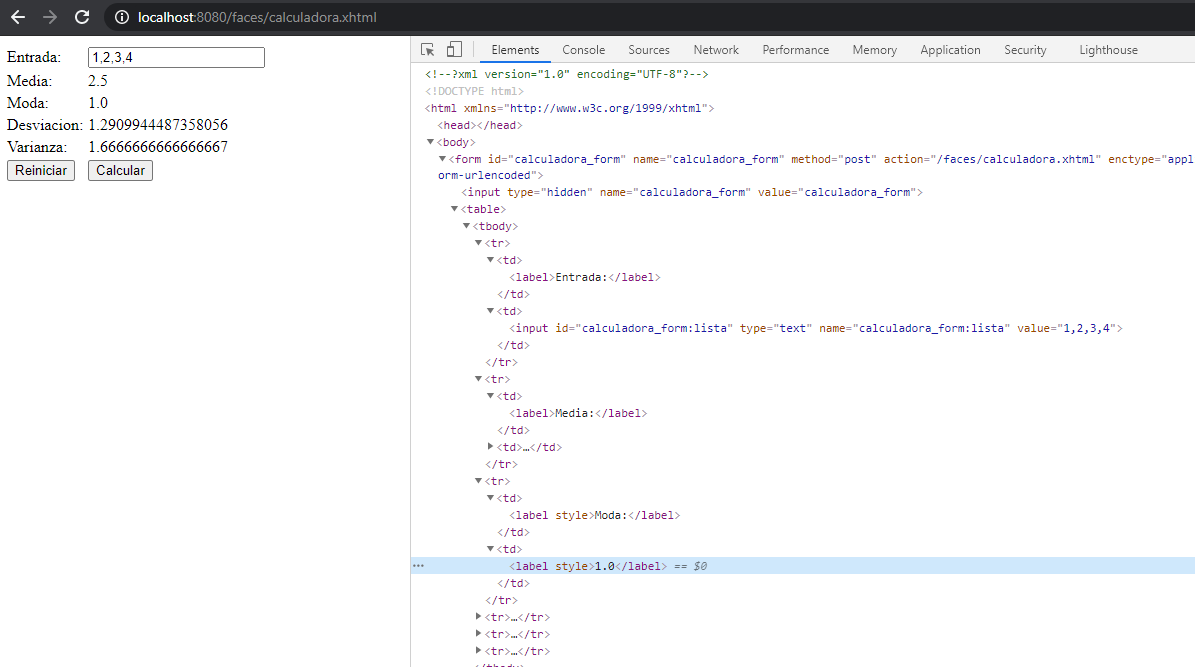 localhost:8080/faces/calculadora.xhtml
Entrada: 1,2,3,4
Media: 2.5
Moda: 1.0
Desviacion: 1.2909944487358056
Varianza: 1.6666666666666667
Reiniciar Calcular
Elements Console Sources Network Performance Memory Application Security Lighthouse
<!--?xml version="1.0" encoding="UTF-8"?-->
<!DOCTYPE html>
<html xmlns="http://www.w3c.org/1999/xhtml">
<head></head>
<body>
<form id="calculadora_form" name="calculadora_form" method="post" action="/faces/calculadora.xhtml" enctype="appl
orm-urlencoded">
<input type="hidden" name="calculadora_form" value="calculadora_form">
<table>
<tbody>
<tr>
<td>
<label>Entrada:</label>
</td>
<td>
<input id="calculadora_form:lista" type="text" name="calculadora_form:lista" value="1,2,3,4">
</td>
</tr>
<tr>
<td>
<label>Media:</label>
</td>
<td>…</td>
</tr>
<tr>
<td>
<label style>Moda:</label>
</td>
<td>
<label style>1.0</label> == $0
</td>
</tr>
<tr>…</tr>
<tr>…</tr>
<tr>…</tr>
</tbody>